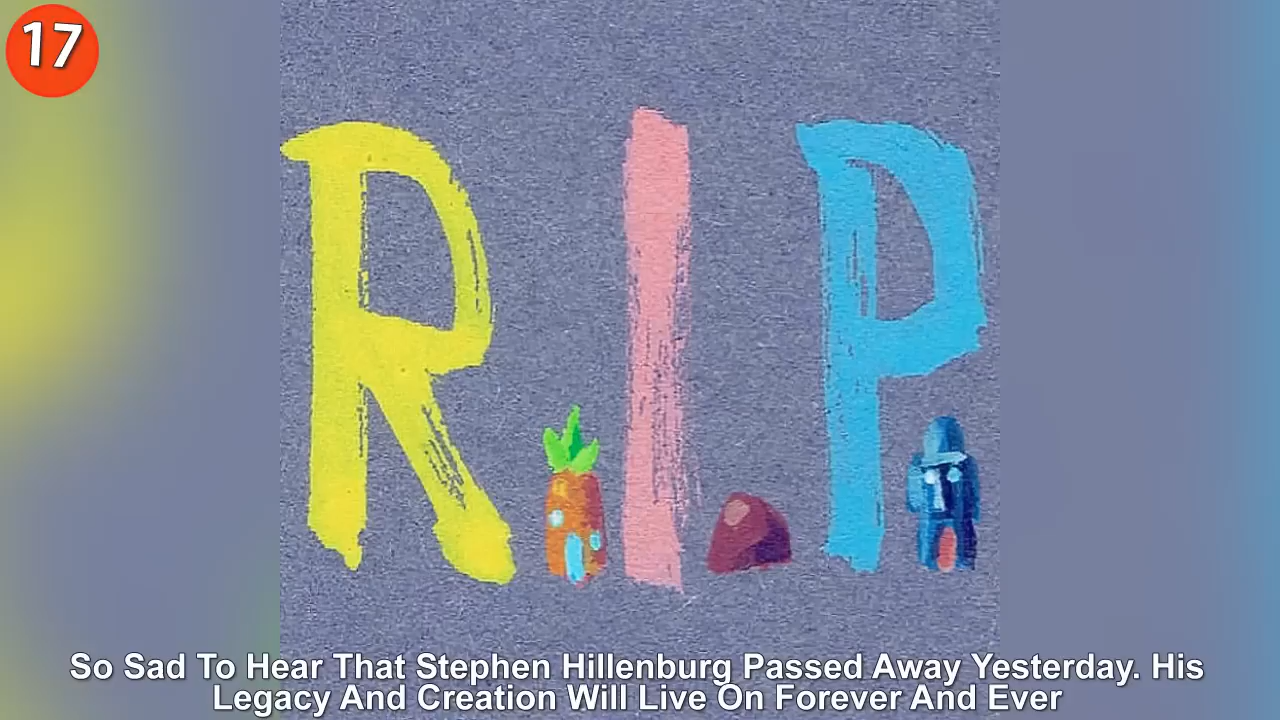 17
R.I.P.
So Sad To Hear That Stephen Hillenburg Passed Away Yesterday. His
Legacy And Creation Will Live On Forever And Ever